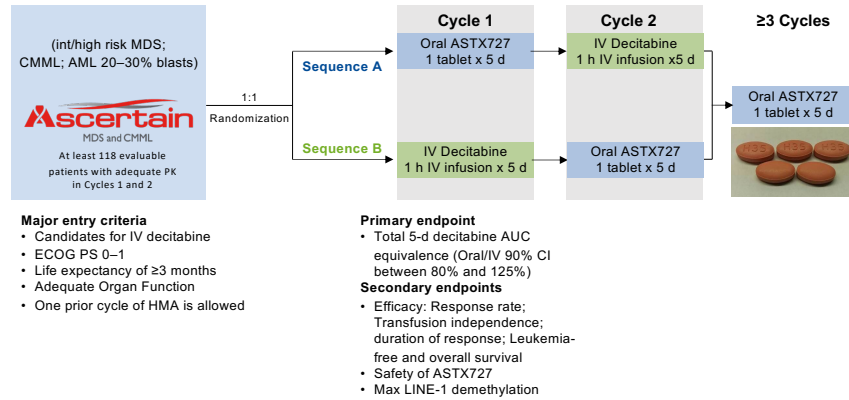 (int/high risk MDS;
CMML; AML 20–30% blasts)
Ascertain
MDS and CMML
At least 118 evaluable
patients with adequate PK
in Cycles 1 and 2
1:1
Randomization
Sequence A
Sequence B
Cycle 1
Oral ASTX727
1 tablet x 5 d
IV Decitabine
1 h IV infusion x 5 d
Cycle 2
IV Decitabine
1 h IV infusion x5 d
Oral ASTX727
1 tablet x 5 d
≥3 Cycles
Oral ASTX727
1 tablet x 5 d
H35 H35 H35
Major entry criteria
• Candidates for IV decitabine
• ECOG PS 0–1
• Life expectancy of ≥3 months
• Adequate Organ Function
• One prior cycle of HMA is allowed
Primary endpoint
• Total 5-d decitabine AUC
equivalence (Oral/IV 90% CI
between 80% and 125%)
Secondary endpoints
• Efficacy: Response rate;
Transfusion independence;
duration of response; Leukemia-
free and overall survival
• Safety of ASTX727
• Max LINE-1 demethylation